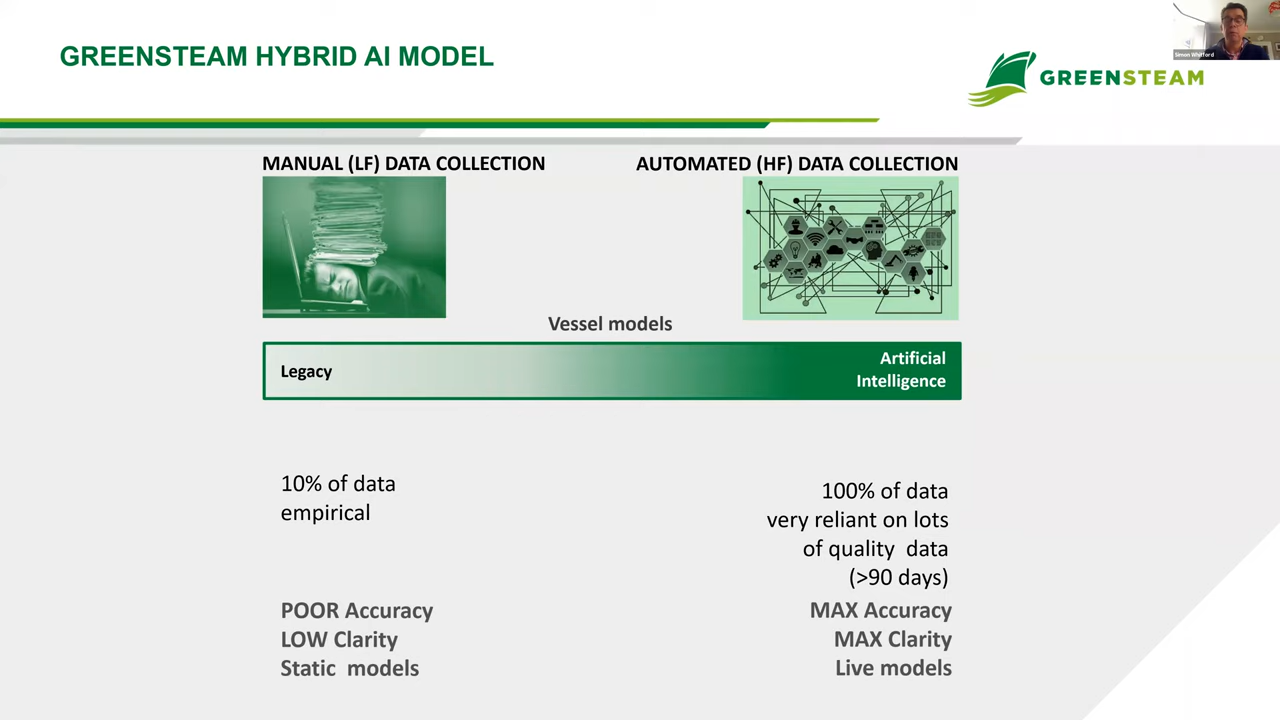 GREENSTEAM HYBRID AI MODEL
Simon Whitford
GREENSTEAM
MANUAL (LF) DATA COLLECTION
AUTOMATED (HF) DATA COLLECTION
Vessel models
Legacy
Artificial
Intelligence
10% of data
empirical
100% of data
very reliant on lots
of quality data
(>90 days)
POOR Accuracy
LOW Clarity
Static models
MAX Accuracy
MAX Clarity
Live models